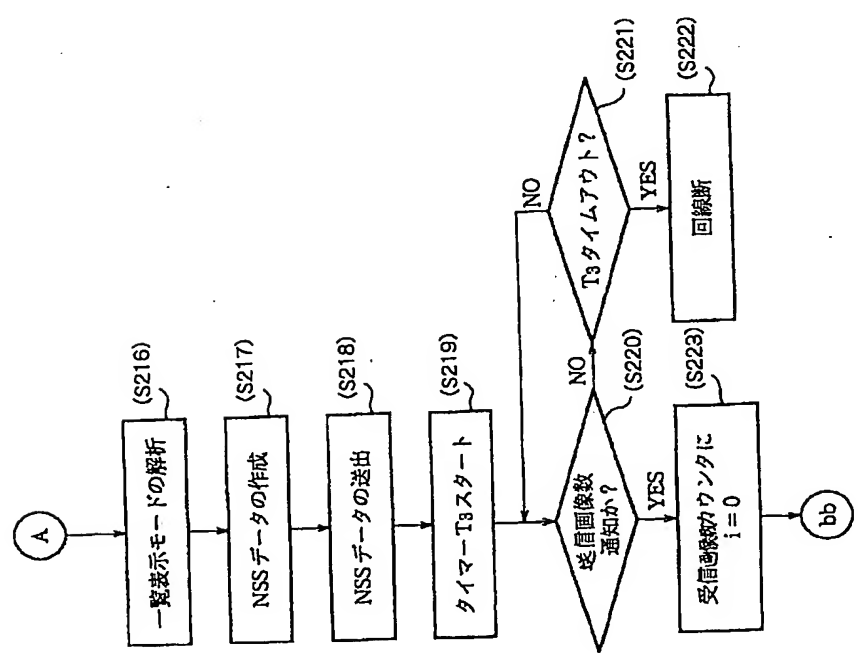 A
一覧表示モードの解析
(S216)
NSSデータの作成
(S217)
NSSデータの送出
(S218)
タイマーT3スタート
(S219)
送信画像数
通知か?
(S220)
NO
YES
T3タイムアウト?
(S221)
NO
YES
回線断
(S222)
受信画像数カウンタに
i=0
(S223)
bb